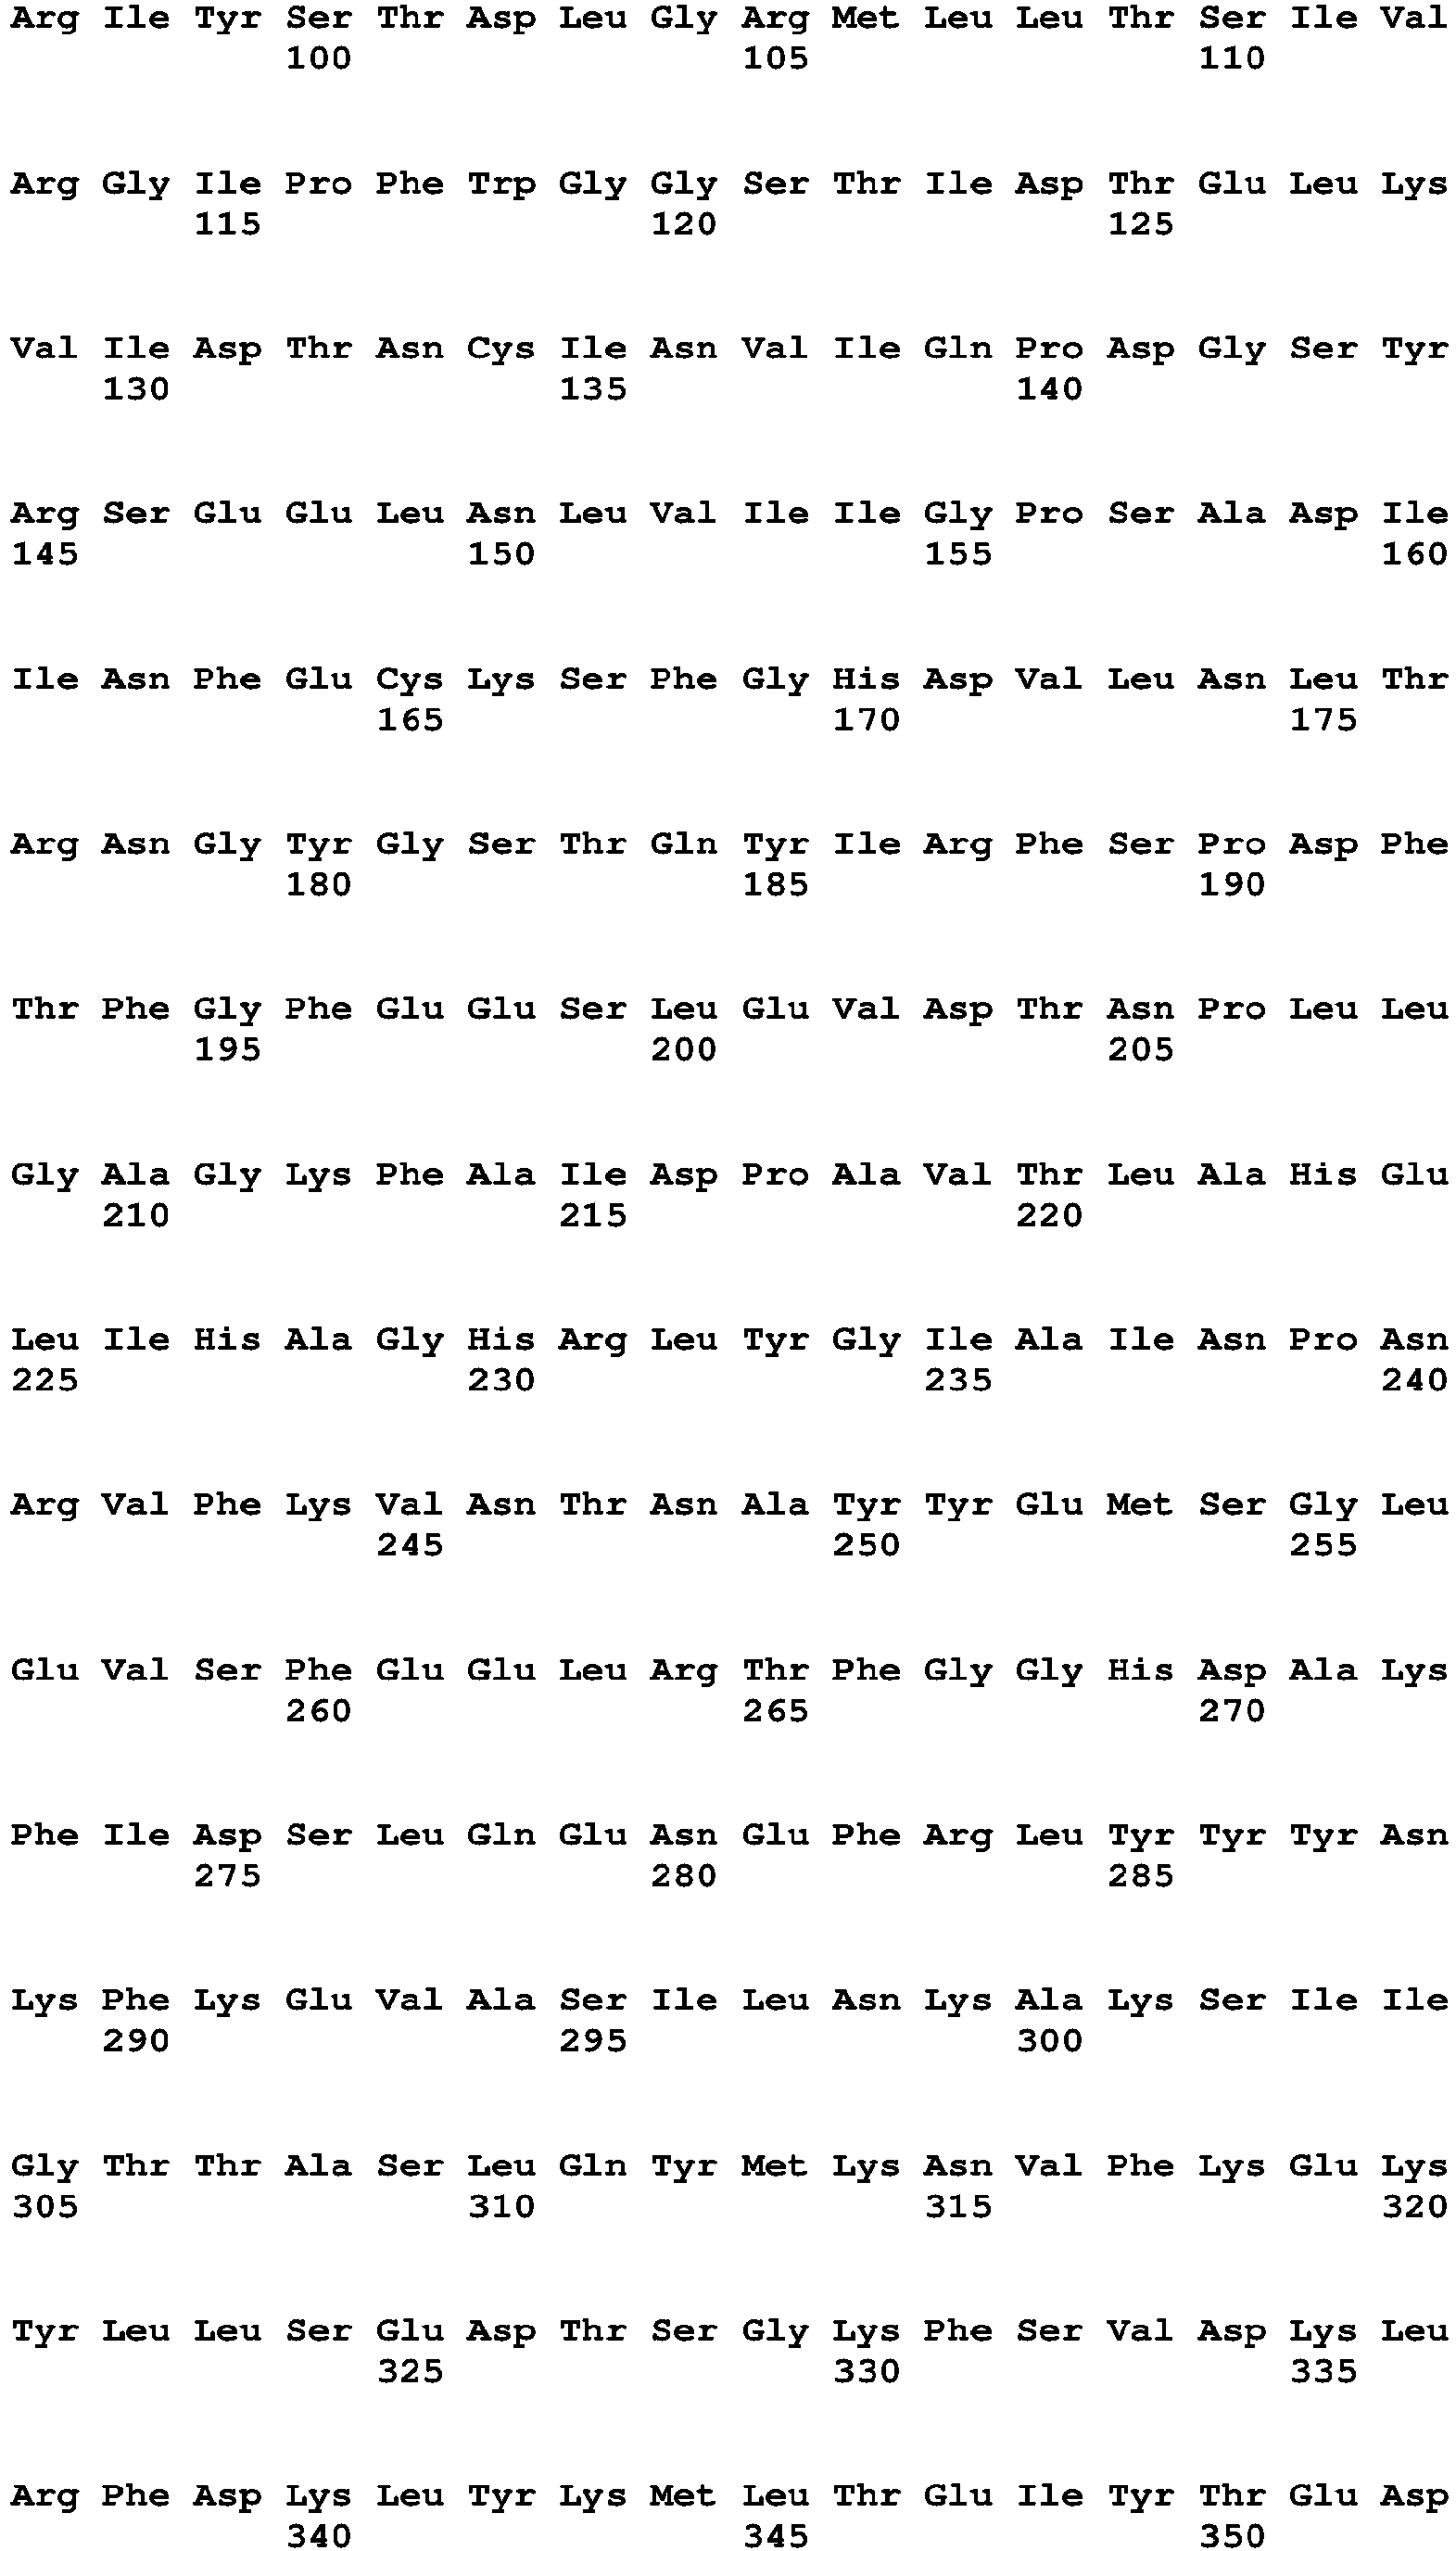 Arg Ile Tyr Ser Thr Asp Leu Gly Arg Met Leu Leu Thr Ser Ile Val
100 105 110
Arg Gly Ile Pro Phe Trp Gly Gly Ser Thr Ile Asp Thr Glu Leu Lys
115 120 125
Val Ile Asp Thr Asn Cys Ile Asn Val Ile Gln Pro Asp Gly Ser Tyr
130 135 140
Arg Ser Glu Glu Leu Asn Leu Val Ile Ile Gly Pro Ser Ala Asp Ile
145 150 155 160
Ile Asn Phe Glu Cys Lys Ser Phe Gly His Asp Val Leu Asn Leu Thr
165 170 175
Arg Asn Gly Tyr Gly Ser Thr Gln Tyr Ile Arg Phe Ser Pro Asp Phe
180 185 190
Thr Phe Gly Phe Glu Glu Ser Leu Glu Val Asp Thr Asn Pro Leu Leu
195 200 205
Gly Ala Gly Lys Phe Ala Ile Asp Pro Ala Val Thr Leu Ala His Glu
210 215 220
Leu Ile His Ala Gly His Arg Leu Tyr Gly Ile Ala Ile Asn Pro Asn
225 230 235 240
Arg Val Phe Lys Val Asn Thr Asn Ala Tyr Tyr Glu Met Ser Gly Leu
245 250 255
Glu Val Ser Phe Glu Glu Leu Arg Thr Phe Gly Gly His Asp Ala Lys
260 265 270
Phe Ile Asp Ser Leu Gln Glu Asn Glu Phe Arg Leu Tyr Tyr Tyr Asn
275 280 285
Lys Phe Lys Glu Val Ala Ser Ile Leu Asn Lys Ala Lys Ser Ile Ile
290 295 300
Gly Thr Thr Ala Ser Leu Gln Tyr Met Lys Asn Val Phe Lys Glu Lys
305 310 315 320
Tyr Leu Leu Ser Glu Asp Thr Ser Gly Lys Phe Ser Val Asp Lys Leu
325 330 335
Arg Phe Asp Lys Leu Tyr Lys Met Leu Thr Glu Ile Tyr Thr Glu Asp
340 345 350